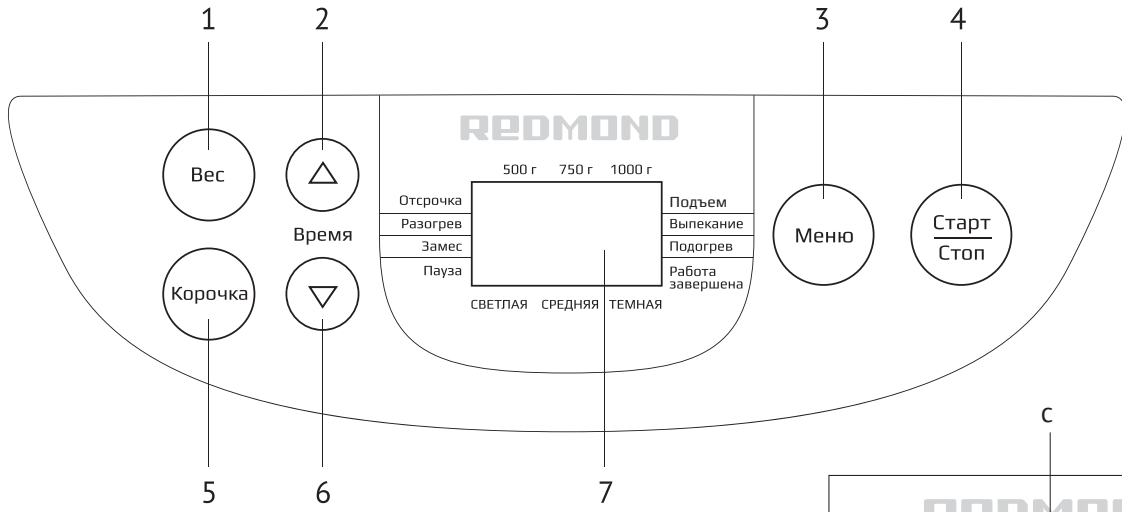 1 2 3 4
REDMOND
500 г 750 г 1000 г
Вес
Отсрочка
Разогрев
Замес
Пауза
Подъем
Выпекание
Подогрев
Работа
завершена
Время
Меню
Старт
Стоп
Корочка
СВЕТЛАЯ СРЕДНЯЯ ТЕМНАЯ
c
5 6 7
REDMOND